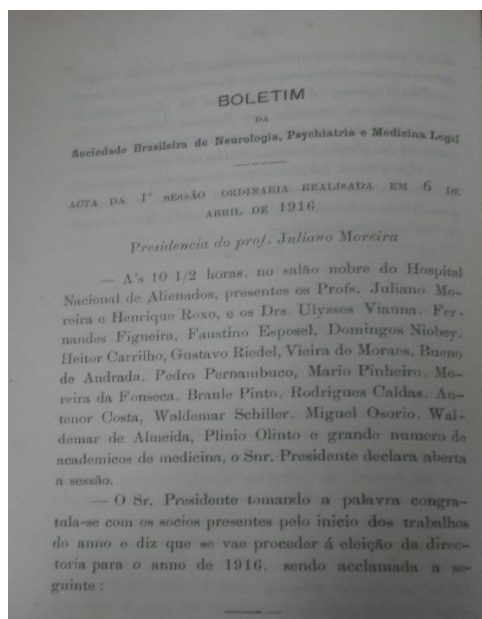 BOLETIM
DA
Sociedade Brasileira de Neurologia, Psychiatria e Medicina Legal
ACTA DA 1ª SESSÃO ORDINARIA REALISADA EM 6 DE
ABRIL DE 1916
Presidencia do prof. Juliano Moreira
— A's 10 1/2 horas, no salão nobre do Hospital
Nacional de Alienados, presentes os Profs. Juliano Mo-
reira e Henrique Roxo, e os Drs. Ulysses Vianna, Fer-
nandes Figueira, Faustino Esposel, Domingos Niobey,
Heitor Carrilho, Gustavo Riedel, Vieira de Moraes, Bueno
de Andrada, Pedro Pernambuco, Mario Pinheiro, Mo-
reira da Fonseca, Braule Pinto, Rodrigues Caldas, An-
tenor Costa, Waldemar Schiller, Miguel Osorio, Wal-
demar de Almeida, Plinio Olinto e grande numero de
academicos de medicina, o Snr. Presidente declara aberta
a sessão.
— O Sr. Presidente tomando a palavra congra-
tula-se com os socios presentes pelo inicio dos trabalhos
do anno e diz que se vae proceder á eleição da direc-
toria para o anno de 1916, sendo acclamada a se-
guinte :